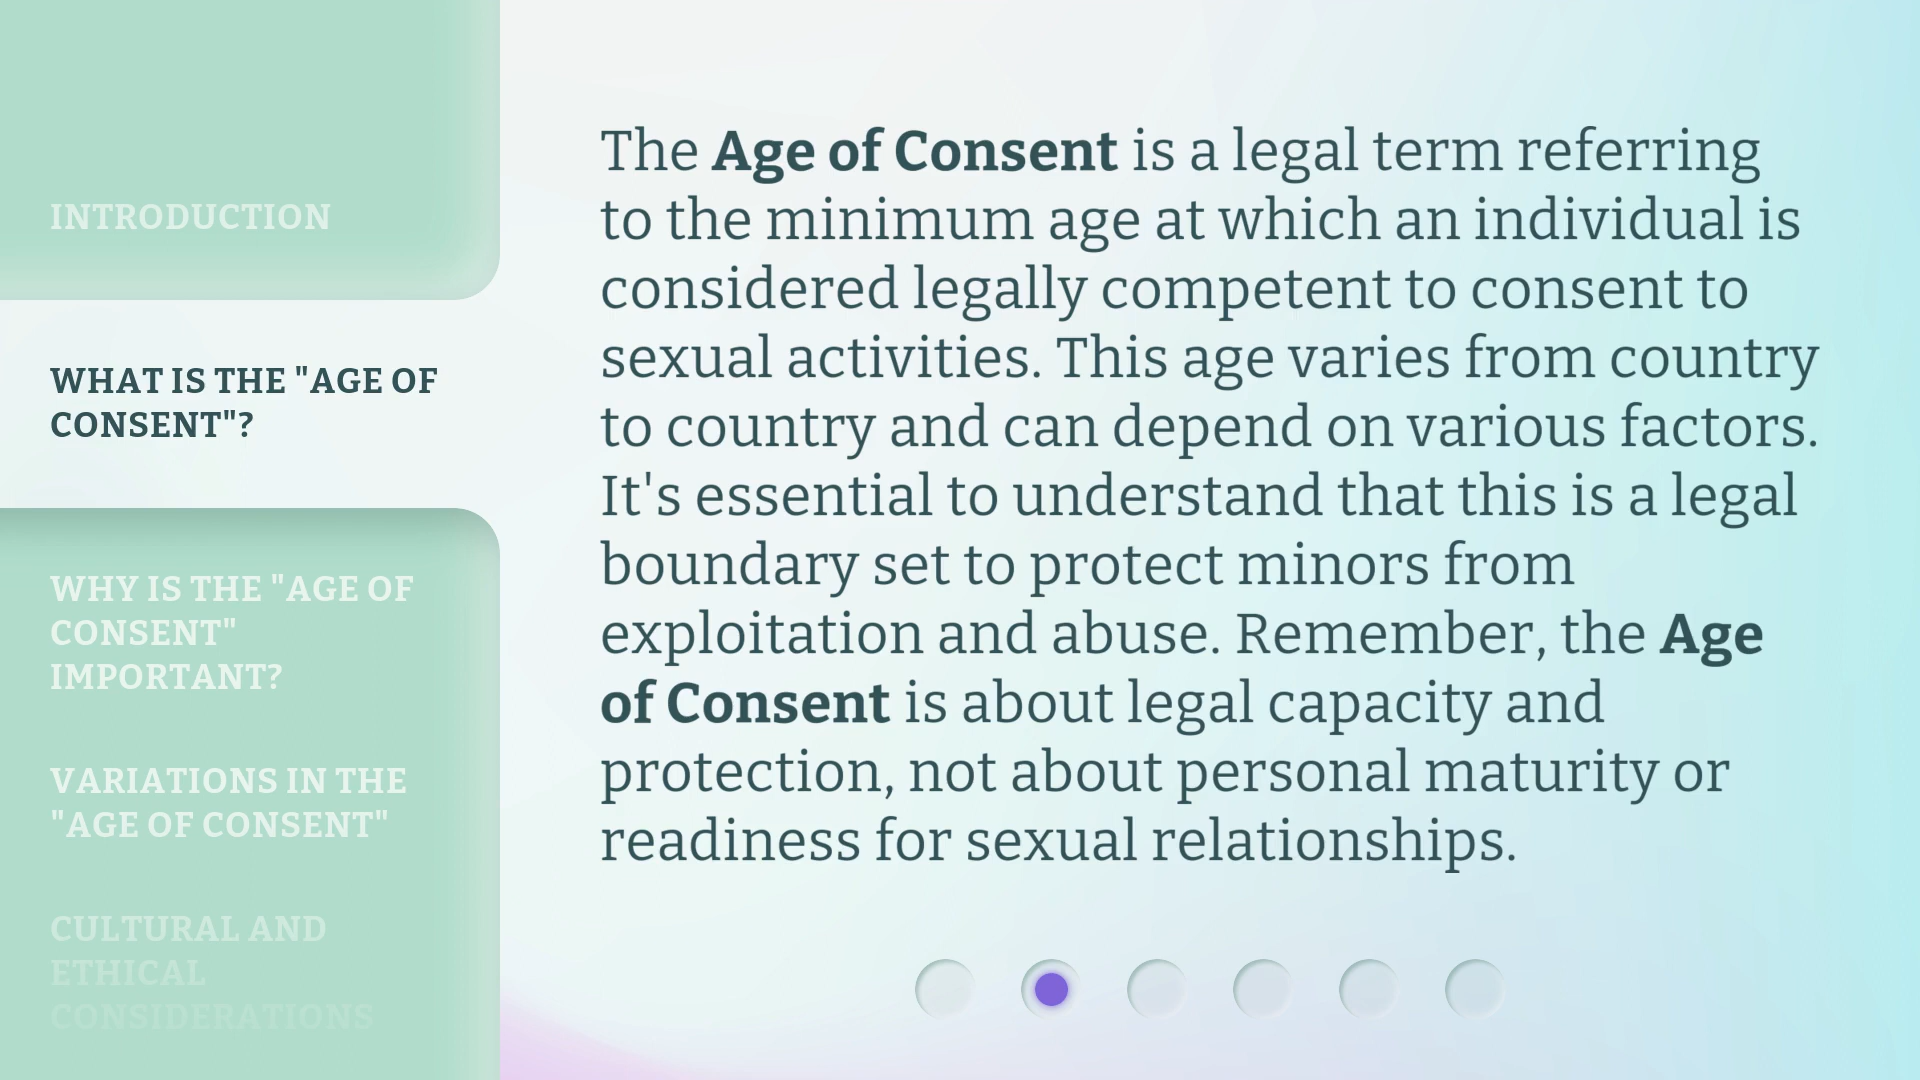 INTRODUCTION
WHAT IS THE "AGE OF
CONSENT"?
WHY IS THE "AGE OF
CONSENT"
IMPORTANT?
VARIATIONS IN THE
"AGE OF CONSENT"
CULTURAL AND
ETHICAL
CONSIDERATIONS
The Age of Consent is a legal term referring
to the minimum age at which an individual is
considered legally competent to consent to
sexual activities. This age varies from country
to country and can depend on various factors.
It's essential to understand that this is a legal
boundary set to protect minors from
exploitation and abuse. Remember, the Age
of Consent is about legal capacity and
protection, not about personal maturity or
readiness for sexual relationships.